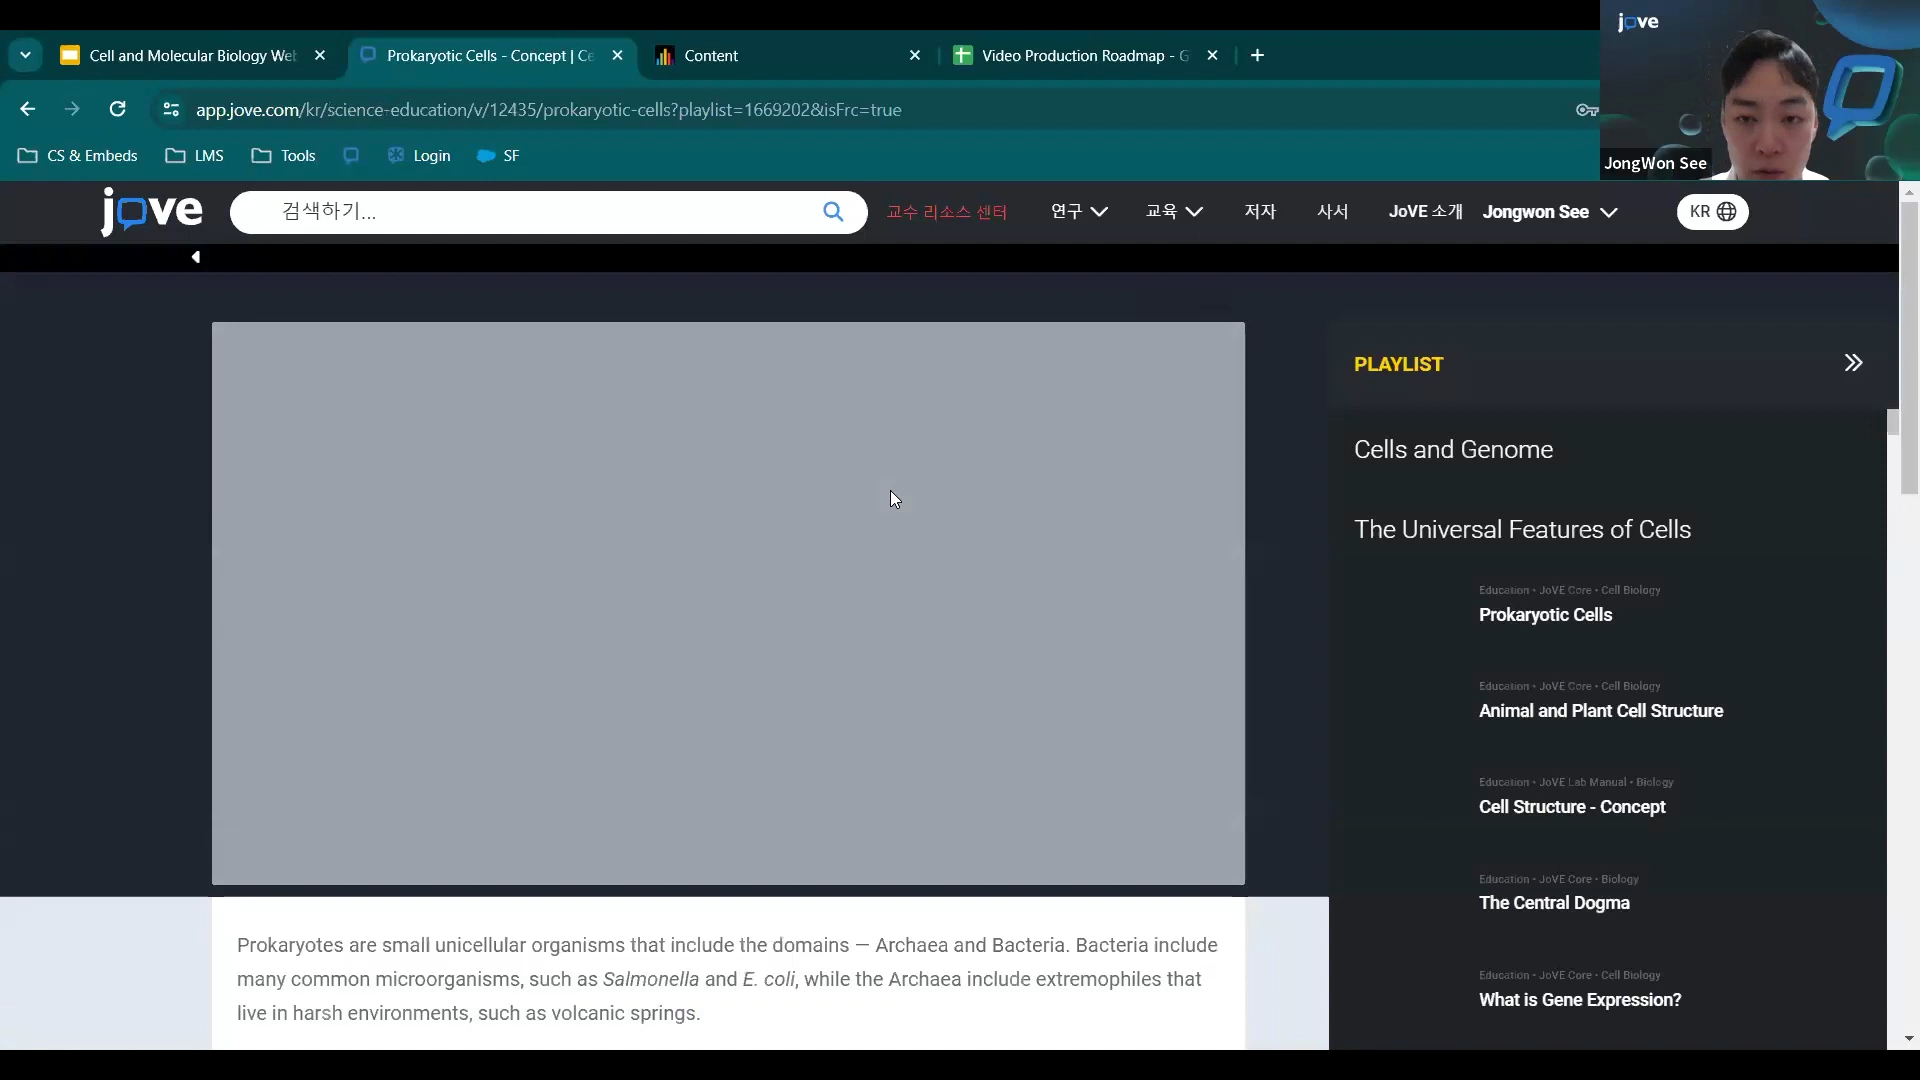 Cell and Molecular Biology Web
Prokaryotic Cells - Concept | Ce
Content
Video Production Roadmap - G
app.jove.com/kr/science-education/v/12435/prokaryotic-cells?playlist=1669202&isFrc=true
CS & Embeds
LMS
Tools
Login
SF
jove
JongWon See
jove
검색하기...
교수 리소스 센터
연구
교육
저자
사서
JoVE 소개
Jongwon See
KR
PLAYLIST
Cells and Genome
The Universal Features of Cells
Education • JoVE Core • Cell Biology
Prokaryotic Cells
Education • JoVE Core • Cell Biology
Animal and Plant Cell Structure
Education • JoVE Lab Manual • Biology
Cell Structure - Concept
Education • JoVE Core • Biology
The Central Dogma
Education • JoVE Core • Cell Biology
What is Gene Expression?
Prokaryotes are small unicellular organisms that include the domains — Archaea and Bacteria. Bacteria include
many common microorganisms, such as Salmonella and E. coli, while the Archaea include extremophiles that
live in harsh environments, such as volcanic springs.